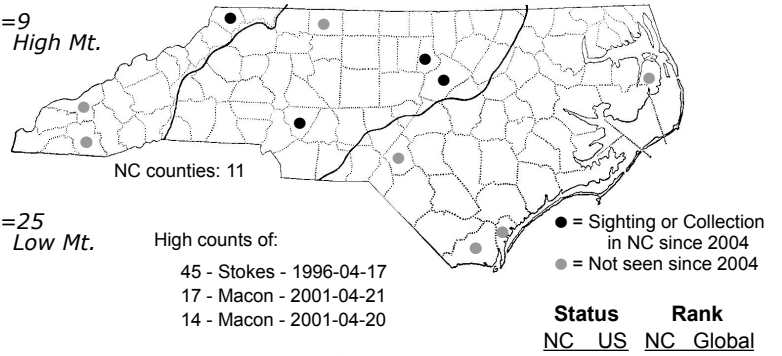 =9
High Mt.
NC counties: 11
=25
Low Mt.
High counts of:
45 - Stokes - 1996-04-17
17 - Macon - 2001-04-21
14 - Macon - 2001-04-20
= Sighting or Collection
in NC since 2004
= Not seen since 2004
Status Rank
NC US NC Global